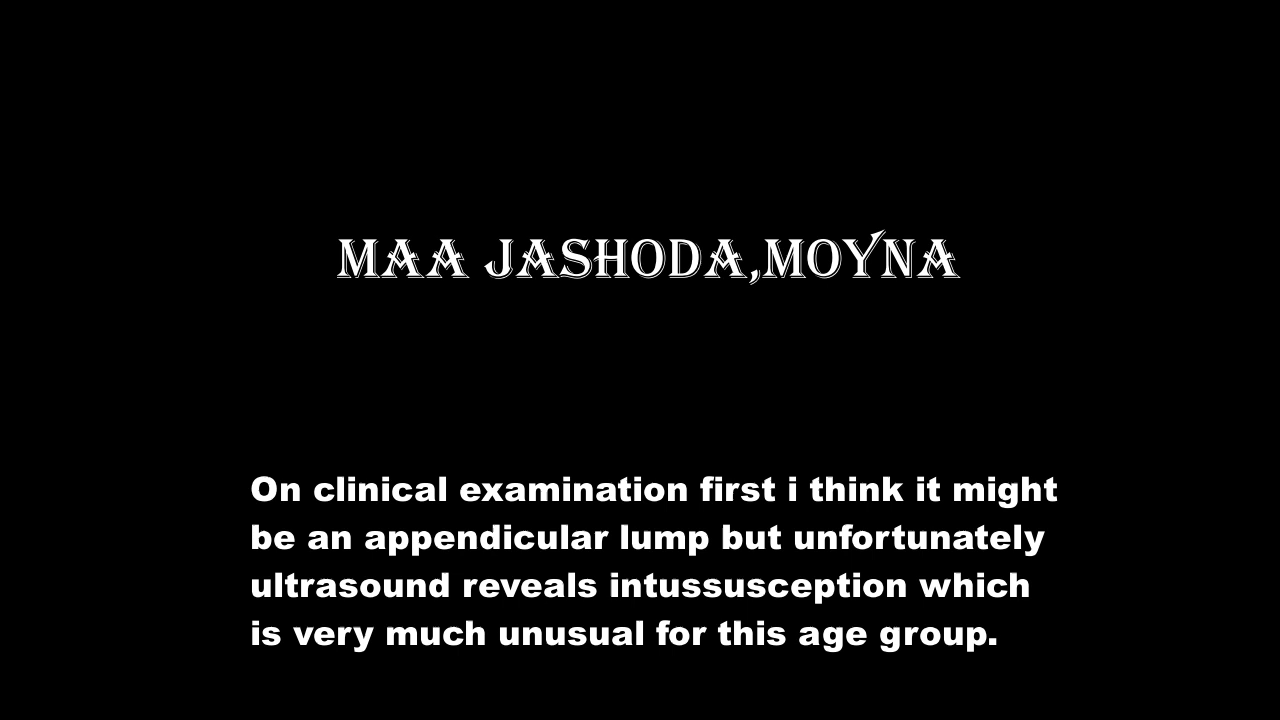 MAA JASHODA,MOYNA
On clinical examination first i think it might
be an appendicular lump but unfortunately
ultrasound reveals intussusception which
is very much unusual for this age group.